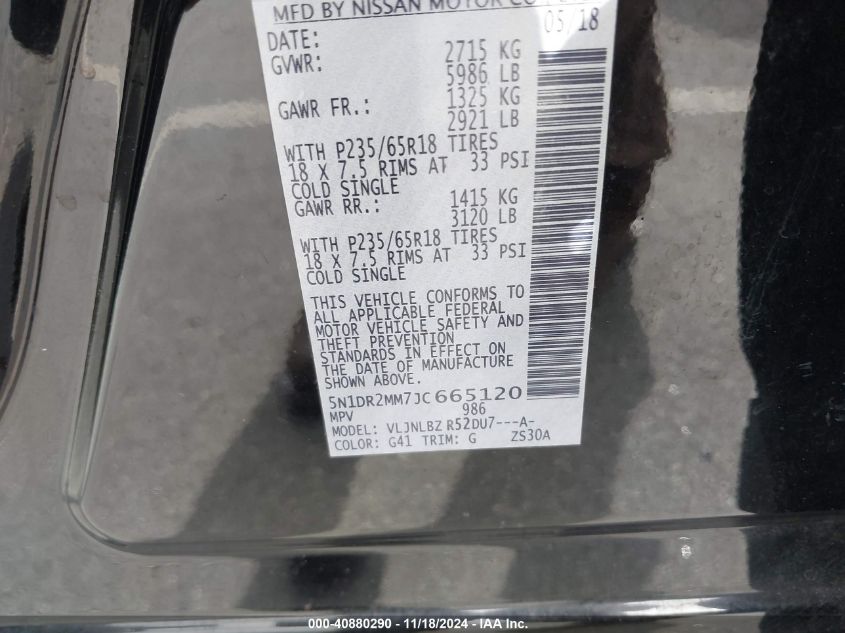 MFD BY NISSAN MOTOR CO
DATE: 05/18
GVWR: 2715 KG
5986 LB
GAWR FR.: 1325 KG
2921 LB
WITH P235/65R18 TIRES
18 X 7.5 RIMS AT 33 PSI
COLD SINGLE
GAWR RR.: 1415 KG
3120 LB
WITH P235/65R18 TIRES
18 X 7.5 RIMS AT 33 PSI
COLD SINGLE
THIS VEHICLE CONFORMS TO
ALL APPLICABLE FEDERAL
MOTOR VEHICLE SAFETY AND
THEFT PREVENTION
STANDARDS IN EFFECT ON
THE DATE OF MANUFACTURE
SHOWN ABOVE.
5N1DR2MM7JC665120
MPV 986
MODEL: VLJNLBZ R52DU7---A-
COLOR: G41 TRIM: G ZS30A
000-40880290 - 11/18/2024 - IAA Inc.